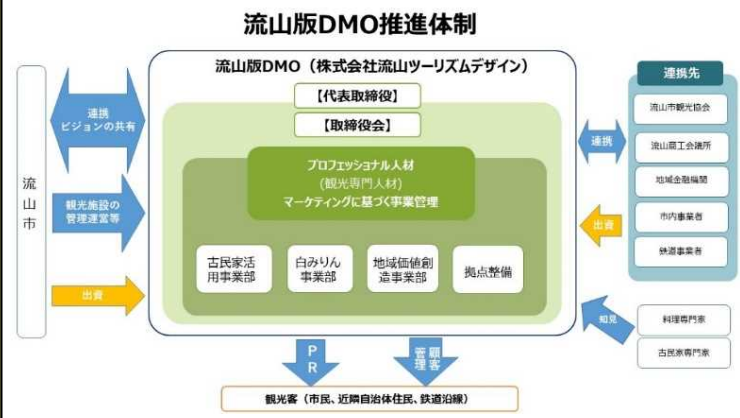 流山版DMO推進体制
流山版DMO（株式会社流山ツーリズムデザイン）
【代表取締役】
【取締役会】
プロフェッショナル人材
(観光専門人材)
マーケティングに基づく事業管理
古民家活
用事業部
白みりん
事業部
地域価値創
造事業部
拠点整備
流
山
市
連携
ビジョンの共有
観光施設の
管理運営等
出資
連携
出資
知見
連携先
流山市観光協会
流山商工会議所
地域金融機関
市内事業者
鉄道事業者
料理専門家
古民家専門家
PR
顧客
管理
観光客（市民、近隣自治体住民、鉄道沿線）